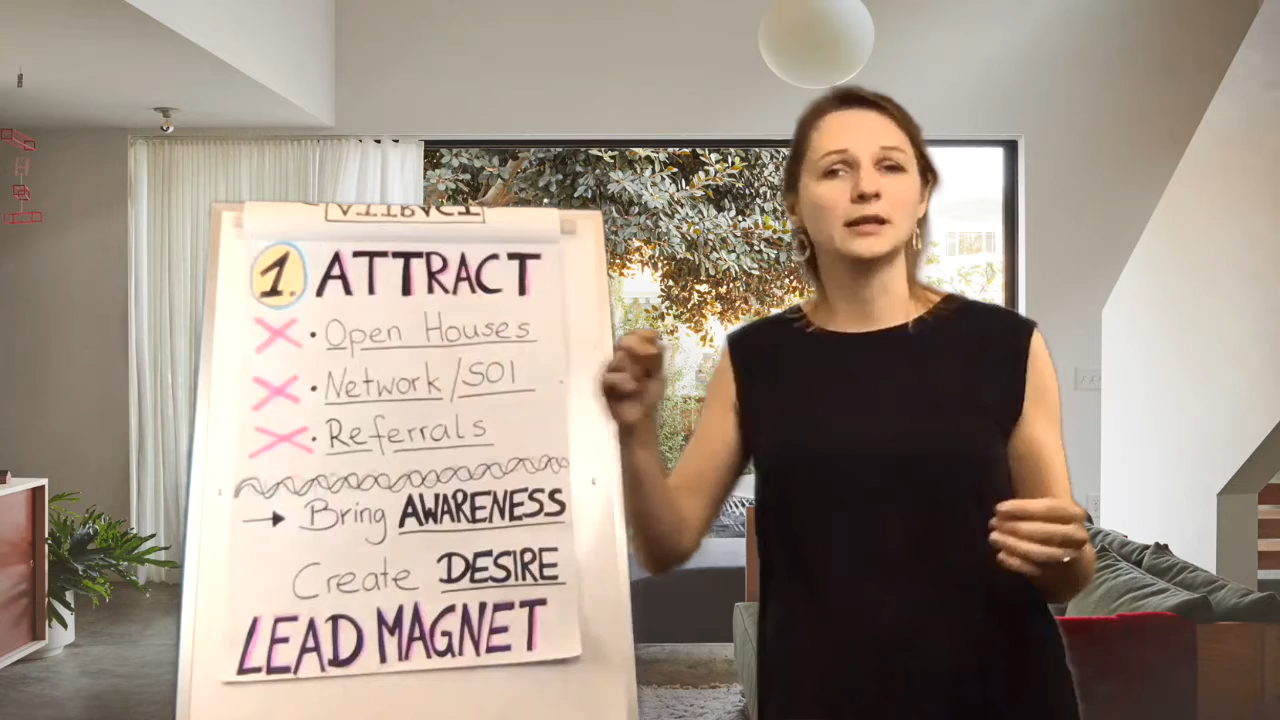 1. ATTRACT
• Open Houses
• Network/SOI
• Referrals
→ Bring AWARENESS
Create DESIRE
LEAD MAGNET